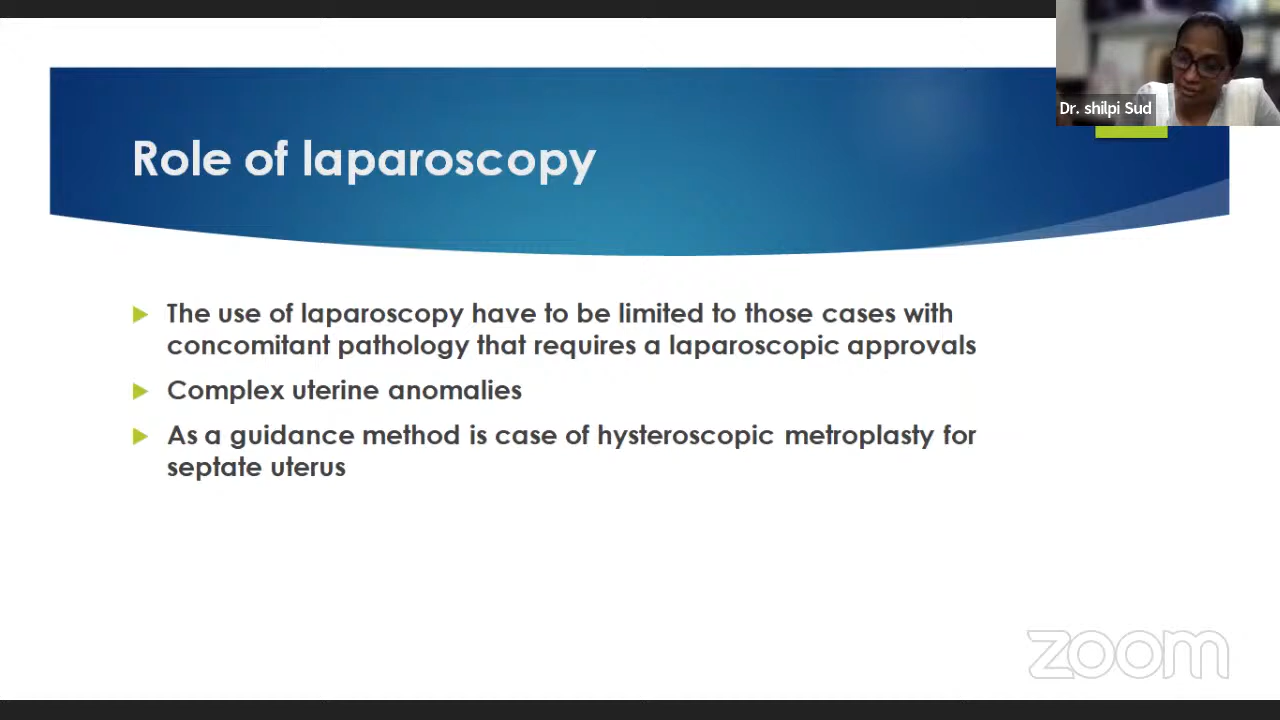 Dr. shilpi Sud
Role of laparoscopy
The use of laparoscopy have to be limited to those cases with
concomitant pathology that requires a laparoscopic approvals
Complex uterine anomalies
As a guidance method is case of hysteroscopic metroplasty for
septate uterus
zoom